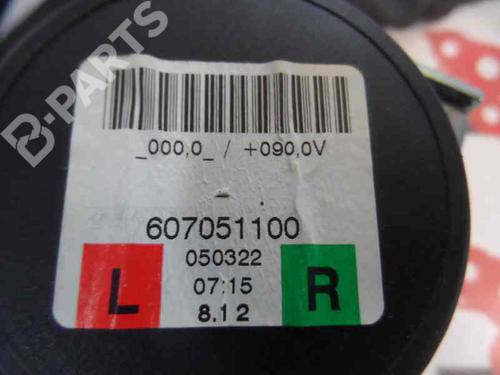 B-PARTS
_000,0_ / +090,0V
-
607051100
050322
07:15
8.12
L
R